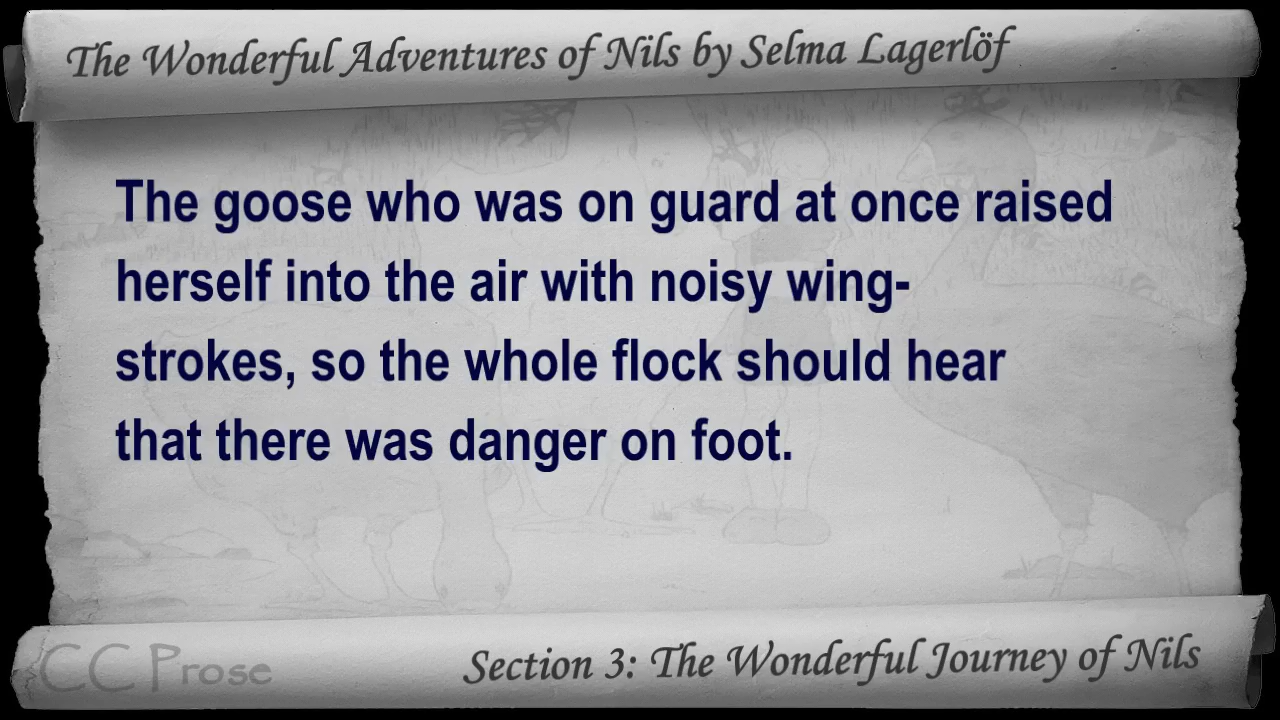 The Wonderful Adventures of Nils by Selma Lagerlöf
The goose who was on guard at once raised
herself into the air with noisy wing-
strokes, so the whole flock should hear
that there was danger on foot.
CC Prose
Section 3: The Wonderful Journey of Nils